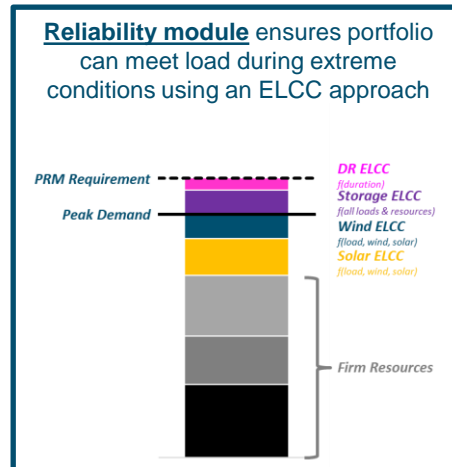 Reliability module ensures portfolio
can meet load during extreme
conditions using an ELCC approach
PRM Requirement
Peak Demand
DR ELCC
f(duration)
Storage ELCC
f(all loads & resources)
Wind ELCC
f(load, wind, solar)
Solar ELCC
f(load, wind, solar)
Firm Resources